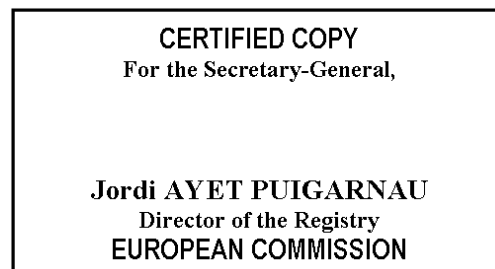 CERTIFIED COPY
For the Secretary-General,
Jordi AYET PUIGARNAU
Director of the Registry
EUROPEAN COMMISSION